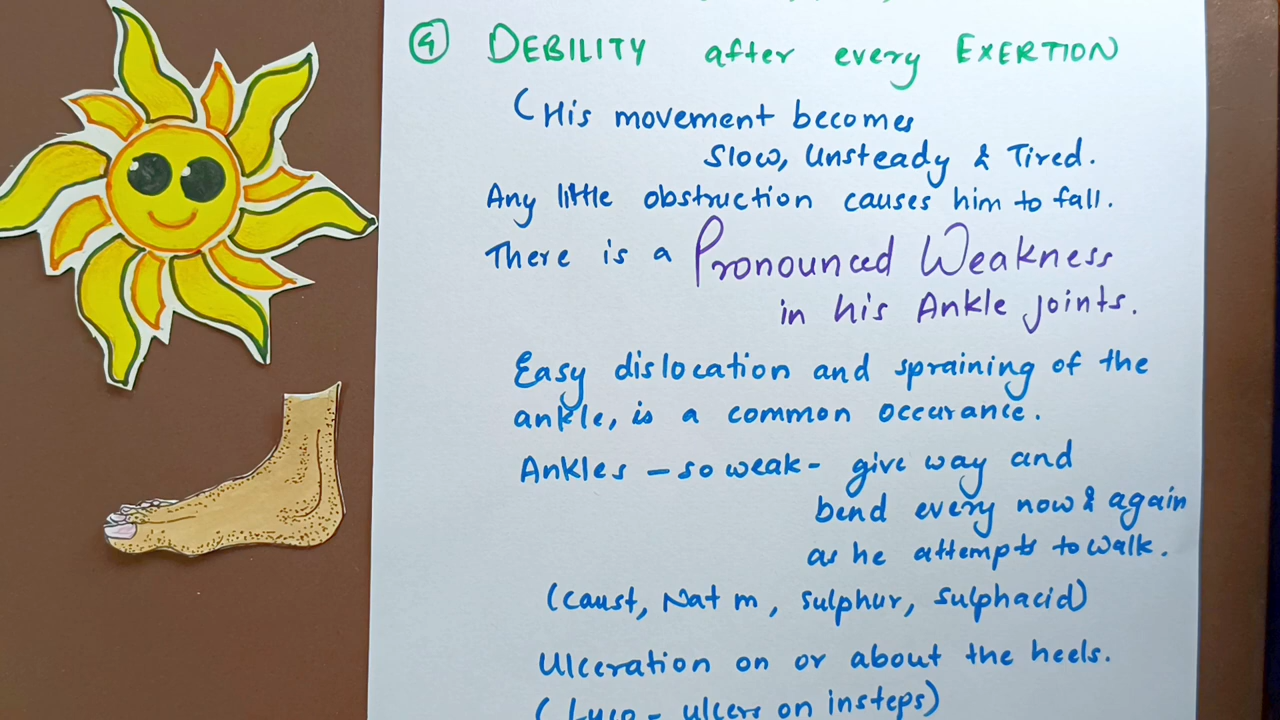 4 DEBILITY after every EXERTION
(His movement becomes
Slow, Unsteady & Tired.
Any little obstruction causes him to fall.
There is a Pronounced Weakness
in his Ankle joints.
Easy dislocation and spraining of the
ankle, is a common occurance.
Ankles - so weak - give way and
bend every now & again
as he attempts to walk.
(Caust, Nat m, sulphur, sulphacid)
Ulceration on or about the heels.
(Lyco - ulcers on insteps)